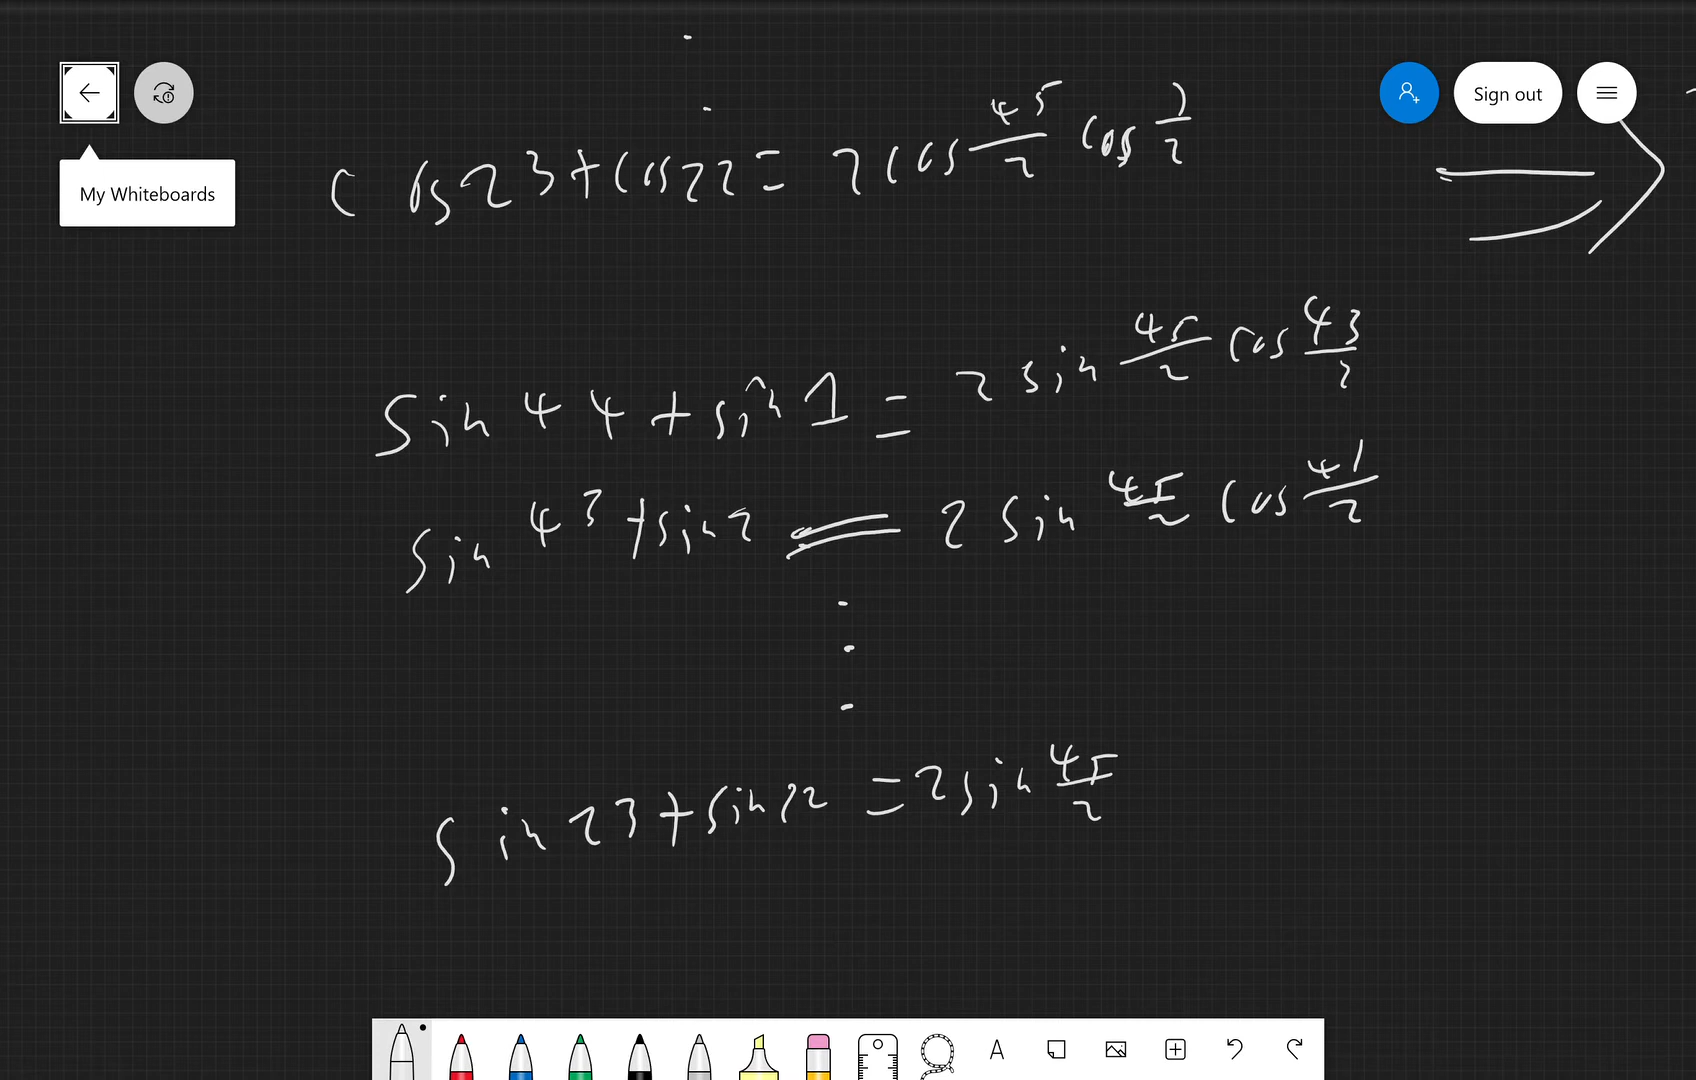 Sign out
My Whiteboards
cos 23 + cos 22 = 2 cos 45/2 cos 1/2
sin 44 + sin 1 = 2 sin 45/2 cos 43/2
sin 43 + sin 2 = 2 sin 45/2 cos 41/2
sin 23 + sin 22 = 2 sin 45/2
A